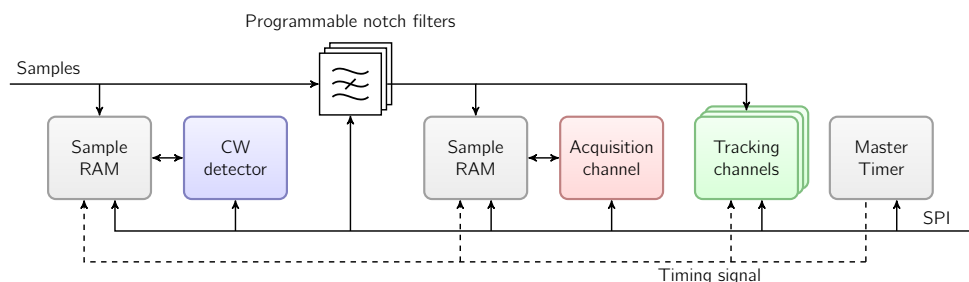 Programmable notch filters
Samples
Sample
RAM
CW
detector
Sample
RAM
Acquisition
channel
Tracking
channels
Master
Timer
SPI
Timing signal